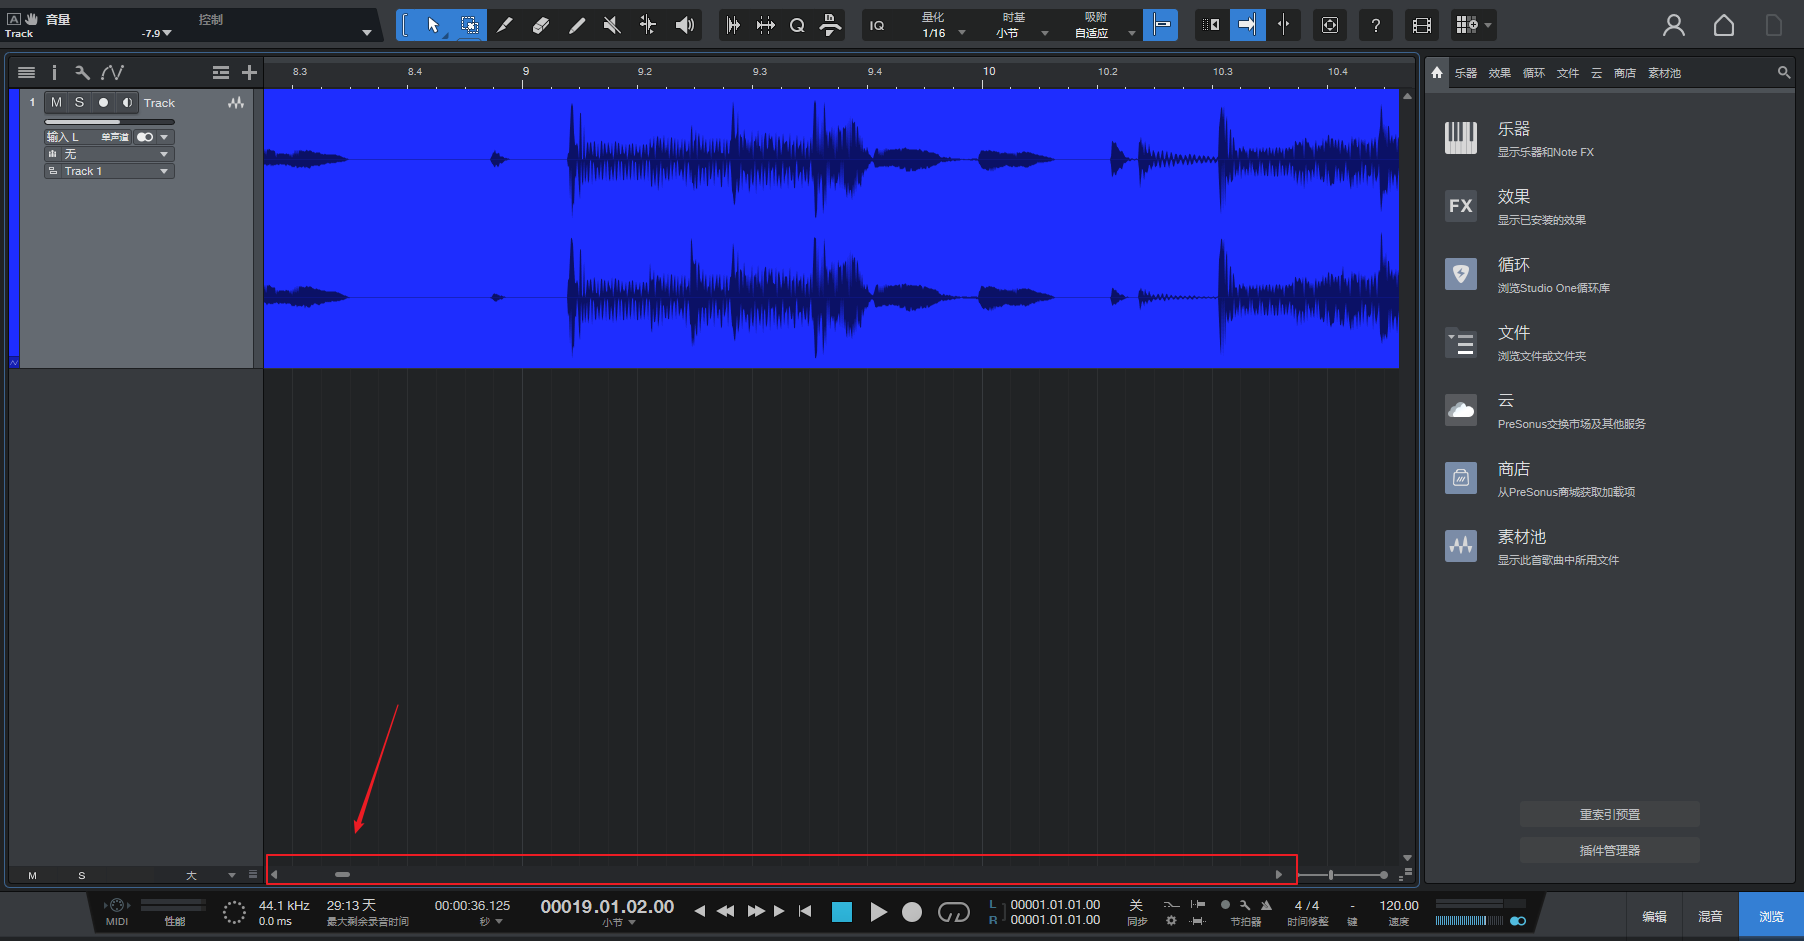 A 音量 控制
Track -7.9
IQ 量化 时基 吸附
1/16 小节 自适应
?
8.3 8.4 9 9.2 9.3 9.4 10 10.2 10.3 10.4
1 M S Track
输入 L 单声道
无
Track 1
乐器 效果 循环 文件 云 商店 素材池
乐器
显示乐器和Note FX
FX
效果
显示已安装的效果
循环
浏览Studio One循环库
文件
浏览文件或文件夹
云
PreSonus交换市场及其他服务
商店
从PreSonus商城获取加载项
素材池
显示此首歌曲中所用文件
重索引预置
插件管理器
M S 大
MIDI 性能
44.1 kHz
0.0 ms
29:13 天
最大剩余录音时间
00:00:36.125
秒
00019.01.02.00
小节
L 00001.01.01.00
R 00001.01.01.00
关
同步
节拍器
4 / 4
时间修整
-
键
120.00
速度
编辑 混音 浏览